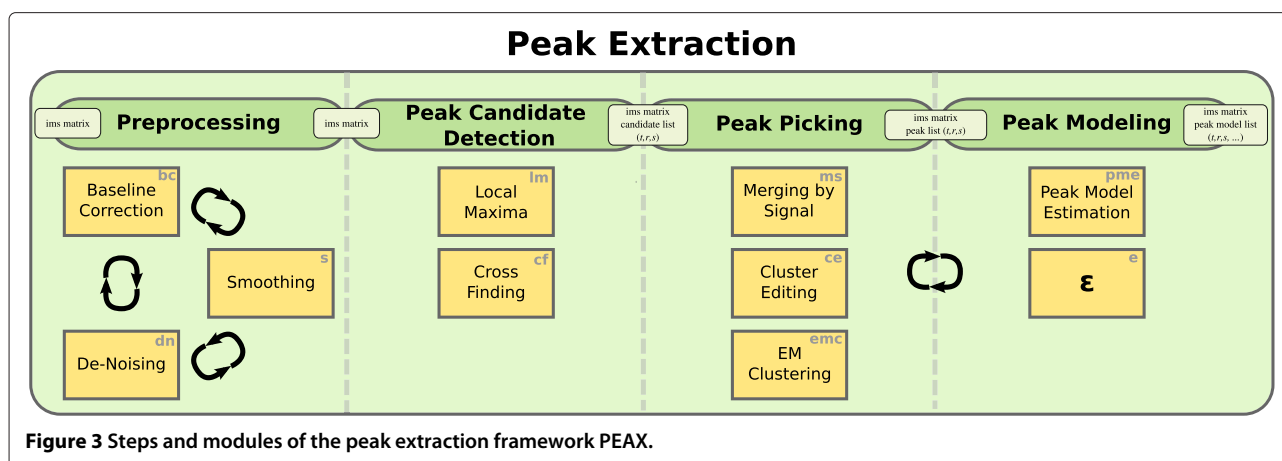 Peak Extraction
ims matrix
Preprocessing
ims matrix
Peak Candidate
Detection
ims matrix
candidate list
(t,r,s)
Peak Picking
ims matrix
peak list (t,r,s)
Peak Modeling
ims matrix
peak model list
(t,r,s, ...)
bc
Baseline
Correction
s
Smoothing
dn
De-Noising
lm
Local
Maxima
cf
Cross
Finding
ms
Merging by
Signal
ce
Cluster
Editing
emc
EM
Clustering
pme
Peak Model
Estimation
e
ε
Figure 3 Steps and modules of the peak extraction framework PEAX.